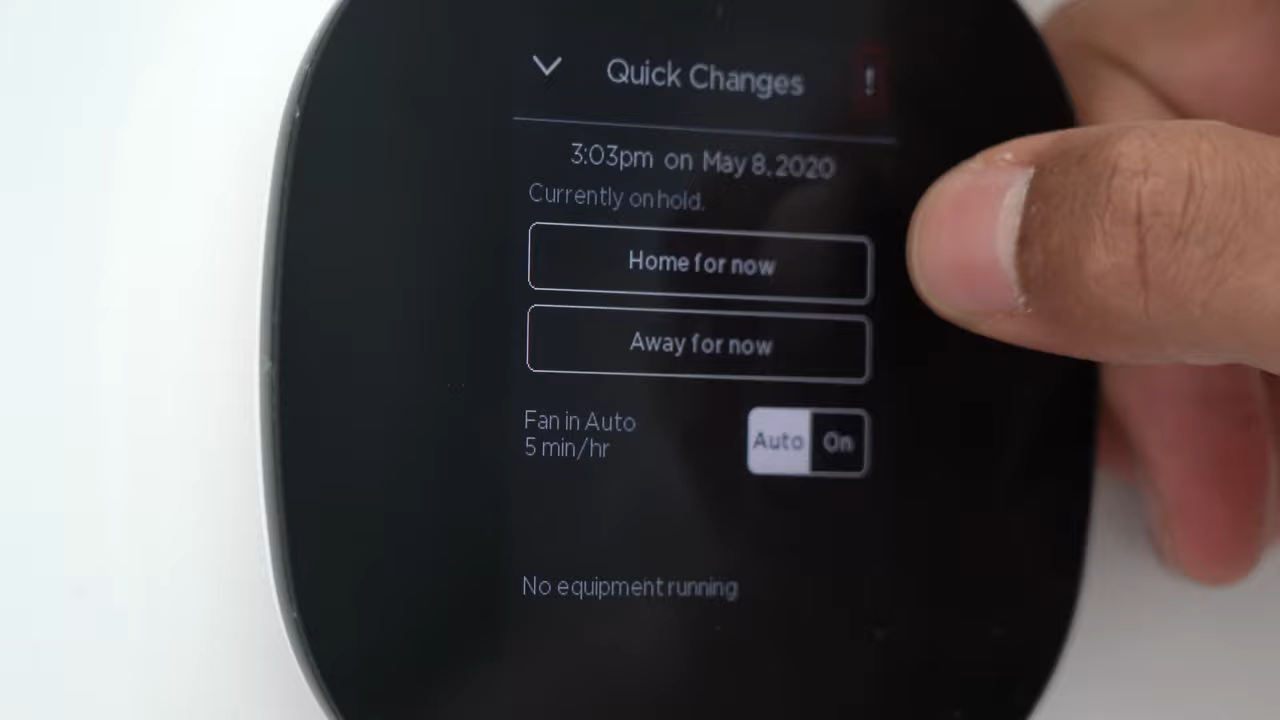 Quick Changes !
3:03pm on May 8, 2020
Currently on hold.
Home for now
Away for now
Fan in Auto
5 min/hr
Auto On
No equipment running